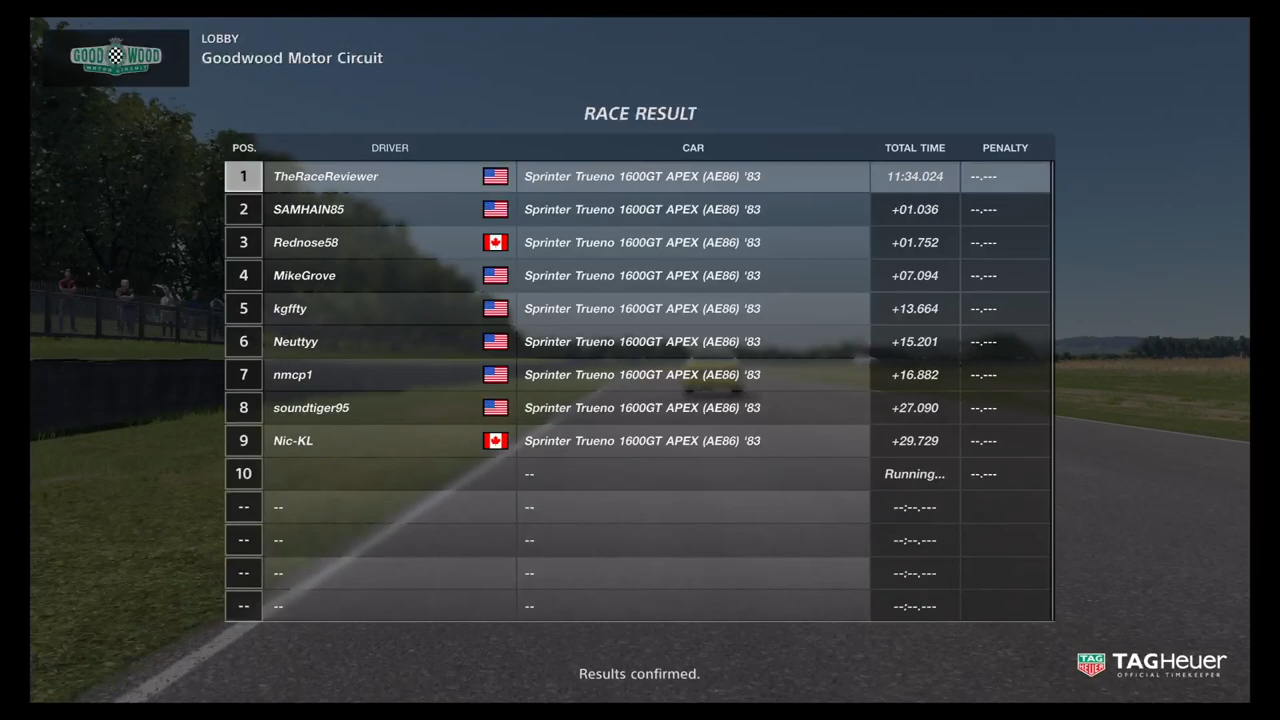 GOODWOOD
MOTOR CIRCUIT
LOBBY
Goodwood Motor Circuit
RACE RESULT
POS. DRIVER CAR TOTAL TIME PENALTY
1 TheRaceReviewer Sprinter Trueno 1600GT APEX (AE86) '83 11:34.024 --.---
2 SAMHAIN85 Sprinter Trueno 1600GT APEX (AE86) '83 +01.036 --.---
3 Rednose58 Sprinter Trueno 1600GT APEX (AE86) '83 +01.752 --.---
4 MikeGrove Sprinter Trueno 1600GT APEX (AE86) '83 +07.094 --.---
5 kgffty Sprinter Trueno 1600GT APEX (AE86) '83 +13.664 --.---
6 Neuttyy Sprinter Trueno 1600GT APEX (AE86) '83 +15.201 --.---
7 nmcp1 Sprinter Trueno 1600GT APEX (AE86) '83 +16.882 --.---
8 soundtiger95 Sprinter Trueno 1600GT APEX (AE86) '83 +27.090 --.---
9 Nic-KL Sprinter Trueno 1600GT APEX (AE86) '83 +29.729 --.---
10 -- Running... --.---
-- -- -- --:--.---
-- -- -- --:--.---
-- -- -- --:--.---
-- -- -- --:--.---
Results confirmed.
TAG HEUER TAGHeuer
OFFICIAL TIMEKEEPER